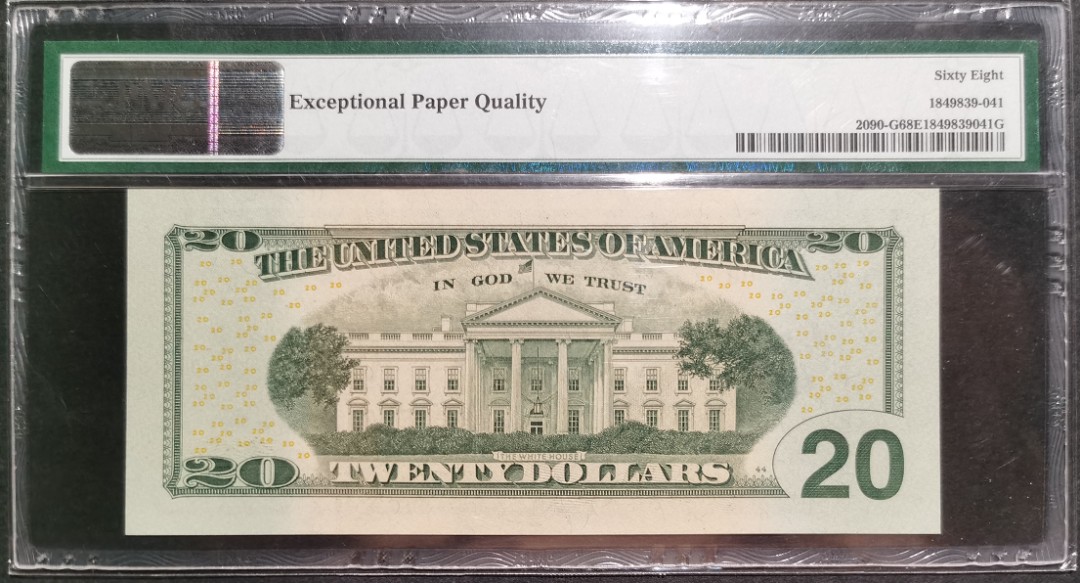 Exceptional Paper Quality
Sixty Eight
1849839-041
2090-G68E1849839041G
20 20
THE UNITED STATES OF AMERICA
IN GOD WE TRUST
THE WHITE HOUSE
20 TWENTY DOLLARS 44 20